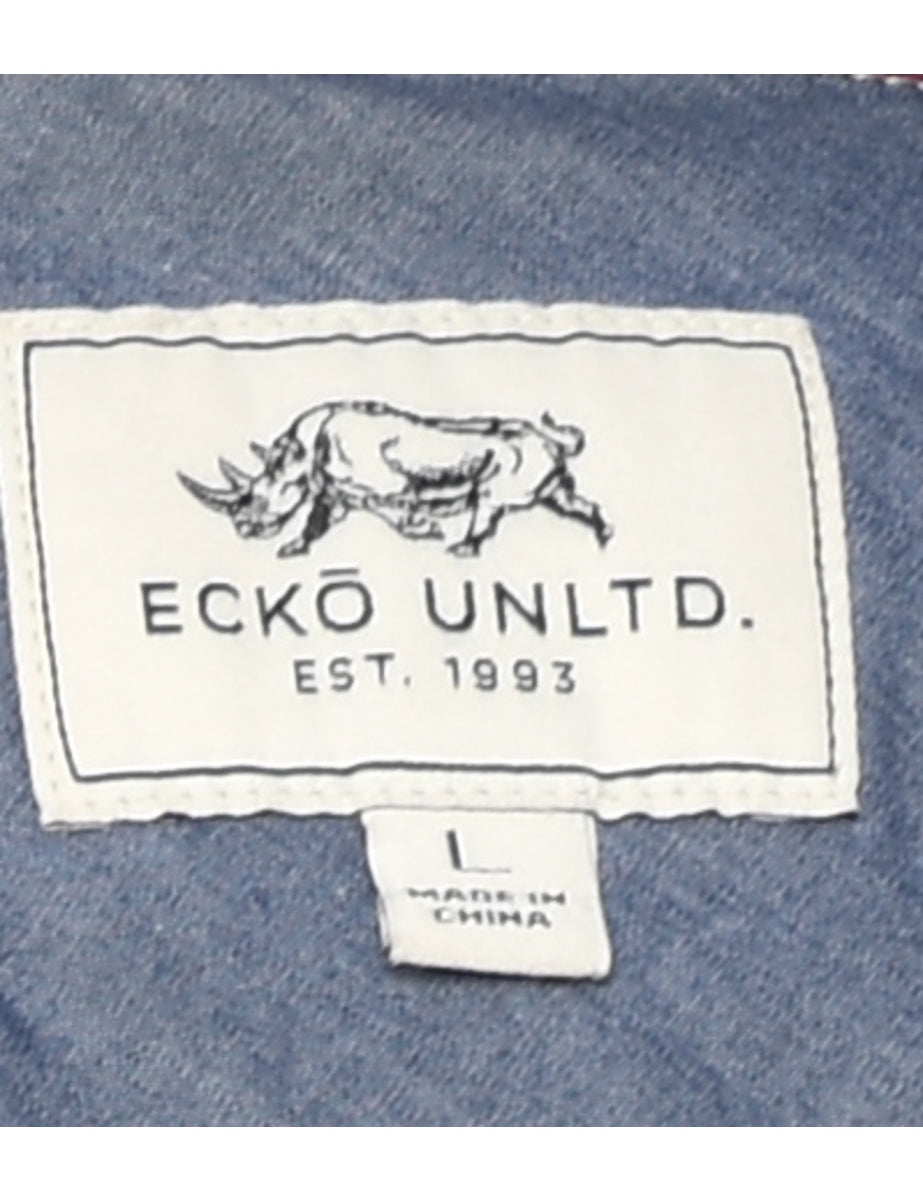 ECKŌ UNLTD.
EST. 1993
L
MADE IN
CHINA